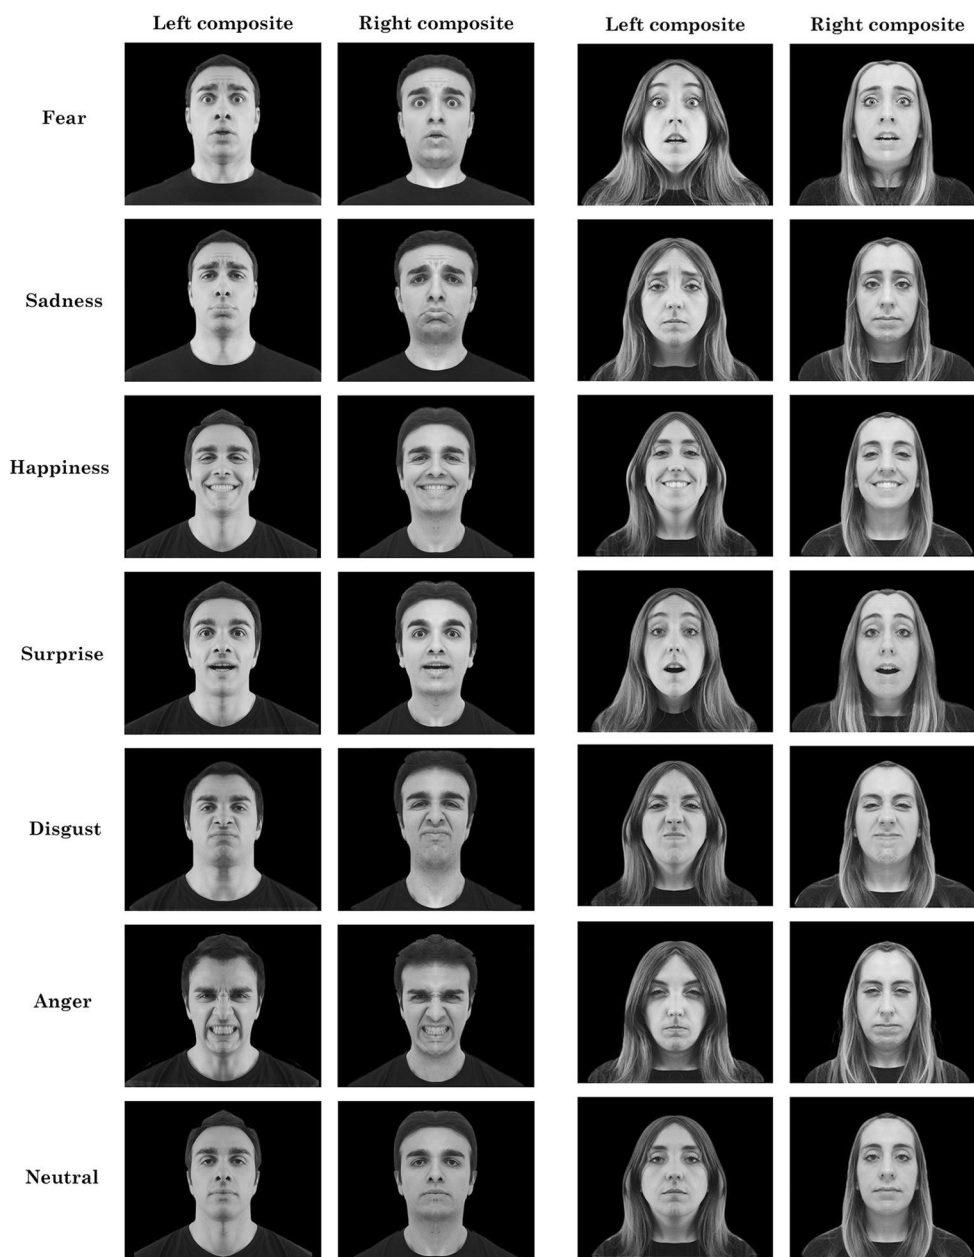 Left composite Right composite Left composite Right composite
Fear
Sadness
Happiness
Surprise
Disgust
Anger
Neutral